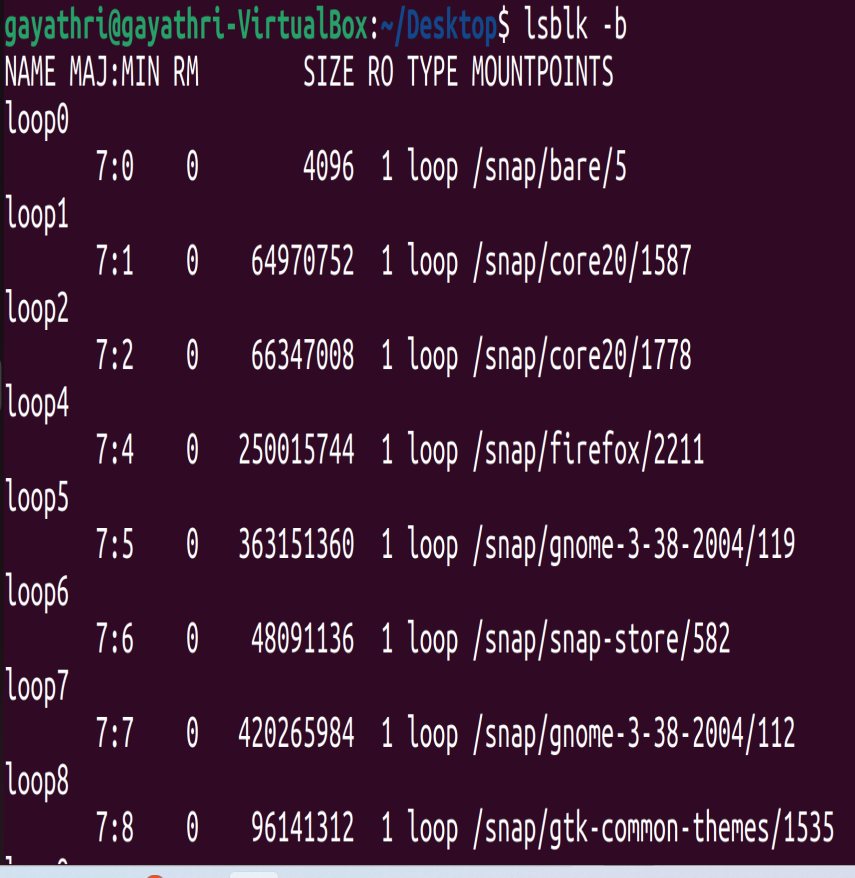 gayathri@gayathri-VirtualBox:~/Desktop$ lsblk -b
NAME MAJ:MIN RM        SIZE RO TYPE MOUNTPOINTS
loop0
       7:0    0        4096  1 loop /snap/bare/5
loop1
       7:1    0    64970752  1 loop /snap/core20/1587
loop2
       7:2    0    66347008  1 loop /snap/core20/1778
loop4
       7:4    0   250015744  1 loop /snap/firefox/2211
loop5
       7:5    0   363151360  1 loop /snap/gnome-3-38-2004/119
loop6
       7:6    0    48091136  1 loop /snap/snap-store/582
loop7
       7:7    0   420265984  1 loop /snap/gnome-3-38-2004/112
loop8
       7:8    0    96141312  1 loop /snap/gtk-common-themes/1535